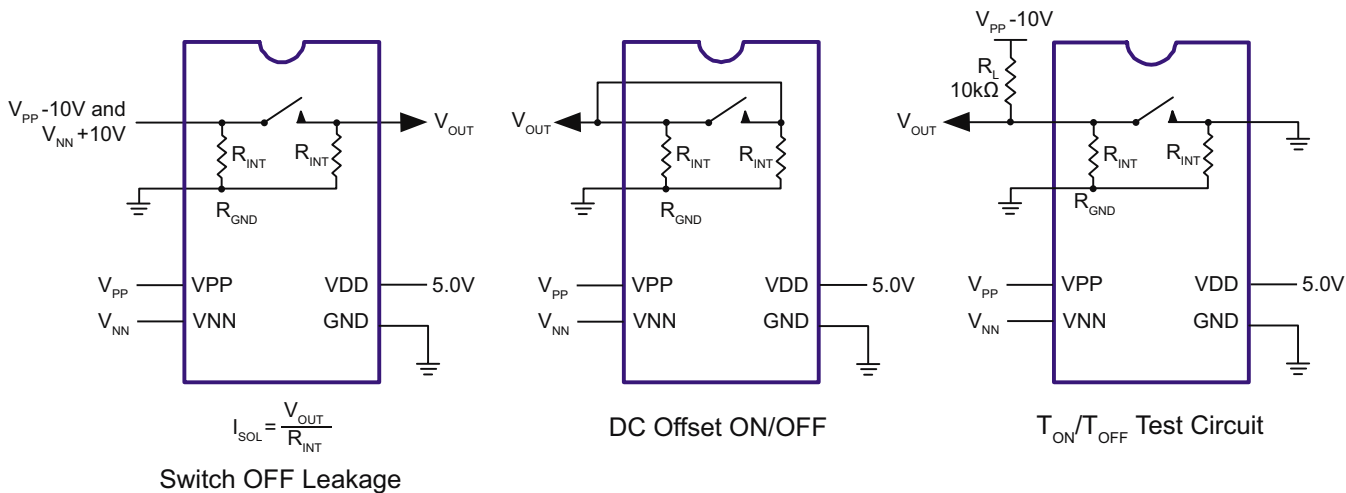 V_PP -10V and
V_NN +10V
V_OUT
R_INT
R_INT
R_GND
V_PP
VPP
VDD
5.0V
V_NN
VNN
GND
I_SOL = V_OUT / R_INT
Switch OFF Leakage
V_OUT
R_INT
R_INT
R_GND
V_PP
VPP
VDD
5.0V
V_NN
VNN
GND
DC Offset ON/OFF
V_PP -10V
R_L
10kΩ
V_OUT
R_INT
R_INT
R_GND
V_PP
VPP
VDD
5.0V
V_NN
VNN
GND
T_ON/T_OFF Test Circuit